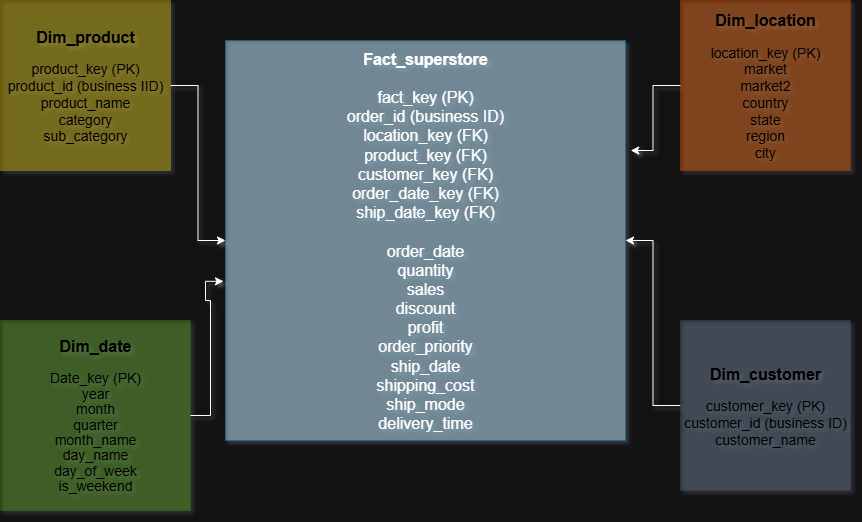 Dim_product
product_key (PK)
product_id (business IID)
product_name
category
sub_category
Fact_superstore
fact_key (PK)
order_id (business ID)
location_key (FK)
product_key (FK)
customer_key (FK)
order_date_key (FK)
ship_date_key (FK)
order_date
quantity
sales
discount
profit
order_priority
ship_date
shipping_cost
ship_mode
delivery_time
Dim_location
location_key (PK)
market
market2
country
state
region
city
Dim_date
Date_key (PK)
year
month
quarter
month_name
day_name
day_of_week
is_weekend
Dim_customer
customer_key (PK)
customer_id (business ID)
customer_name